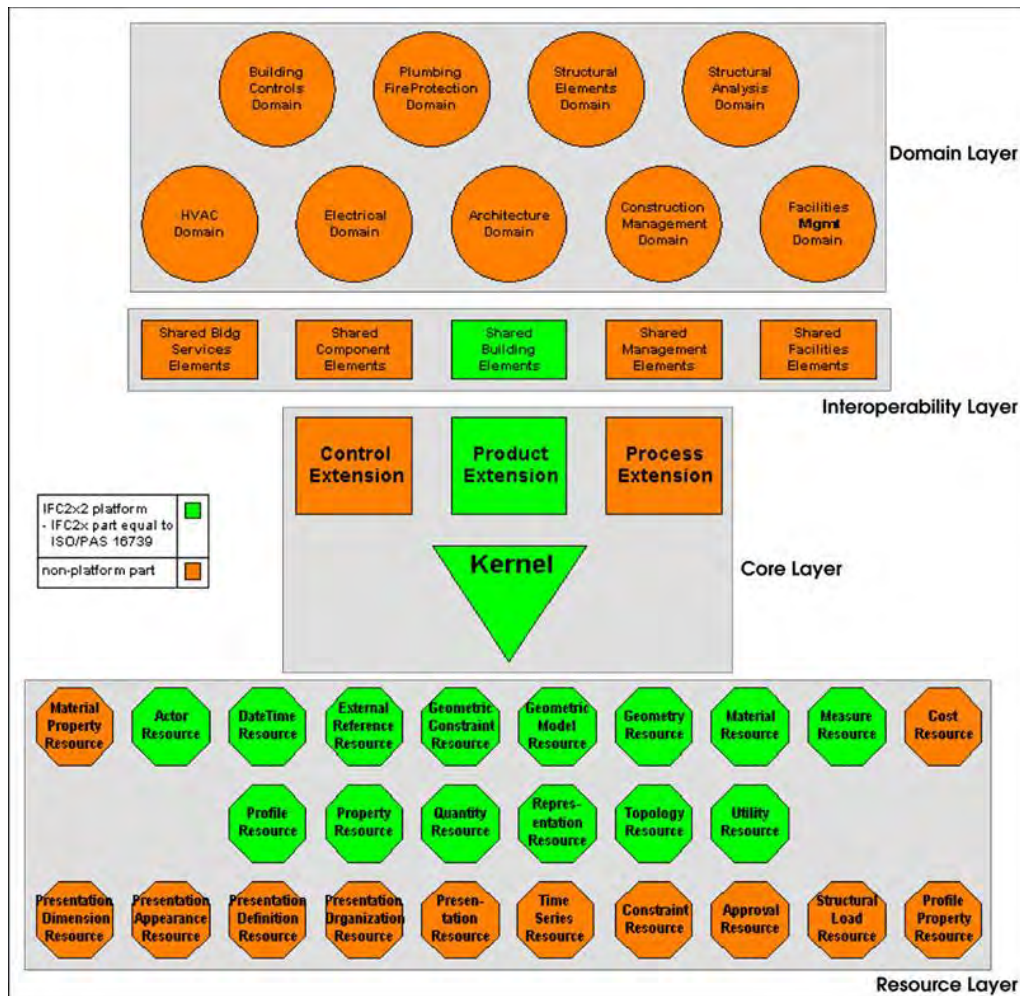 Building
Controls
Domain
Plumbing
FireProtection
Domain
Structural
Elements
Domain
Structural
Analysis
Domain
Domain Layer
HVAC
Domain
Electrical
Domain
Architecture
Domain
Construction
Management
Domain
Facilities
Mgmt
Domain
Shared Bldg
Services
Elements
Shared
Component
Elements
Shared
Building
Elements
Shared
Management
Elements
Shared
Facilities
Elements
Interoperability Layer
Control
Extension
Product
Extension
Process
Extension
IFC2x2 platform
- IFC2x part equal to
ISO/PAS 16739
non-platform part
Kernel
Core Layer
Material
Property
Resource
Actor
Resource
DateTime
Resource
External
Reference
Resource
Geometric
Constraint
Resource
Geometric
Model
Resource
Geometry
Resource
Material
Resource
Measure
Resource
Cost
Resource
Profile
Resource
Property
Resource
Quantity
Resource
Repres-
entation
Resource
Topology
Resource
Utility
Resource
Presentation
Dimension
Resource
Presentation
Appearance
Resource
Presentation
Definition
Resource
Presentation
Organization
Resource
Presen-
tation
Resource
Time
Series
Resource
Constraint
Resource
Approval
Resource
Structural
Load
Resource
Profile
Property
Resource
Resource Layer